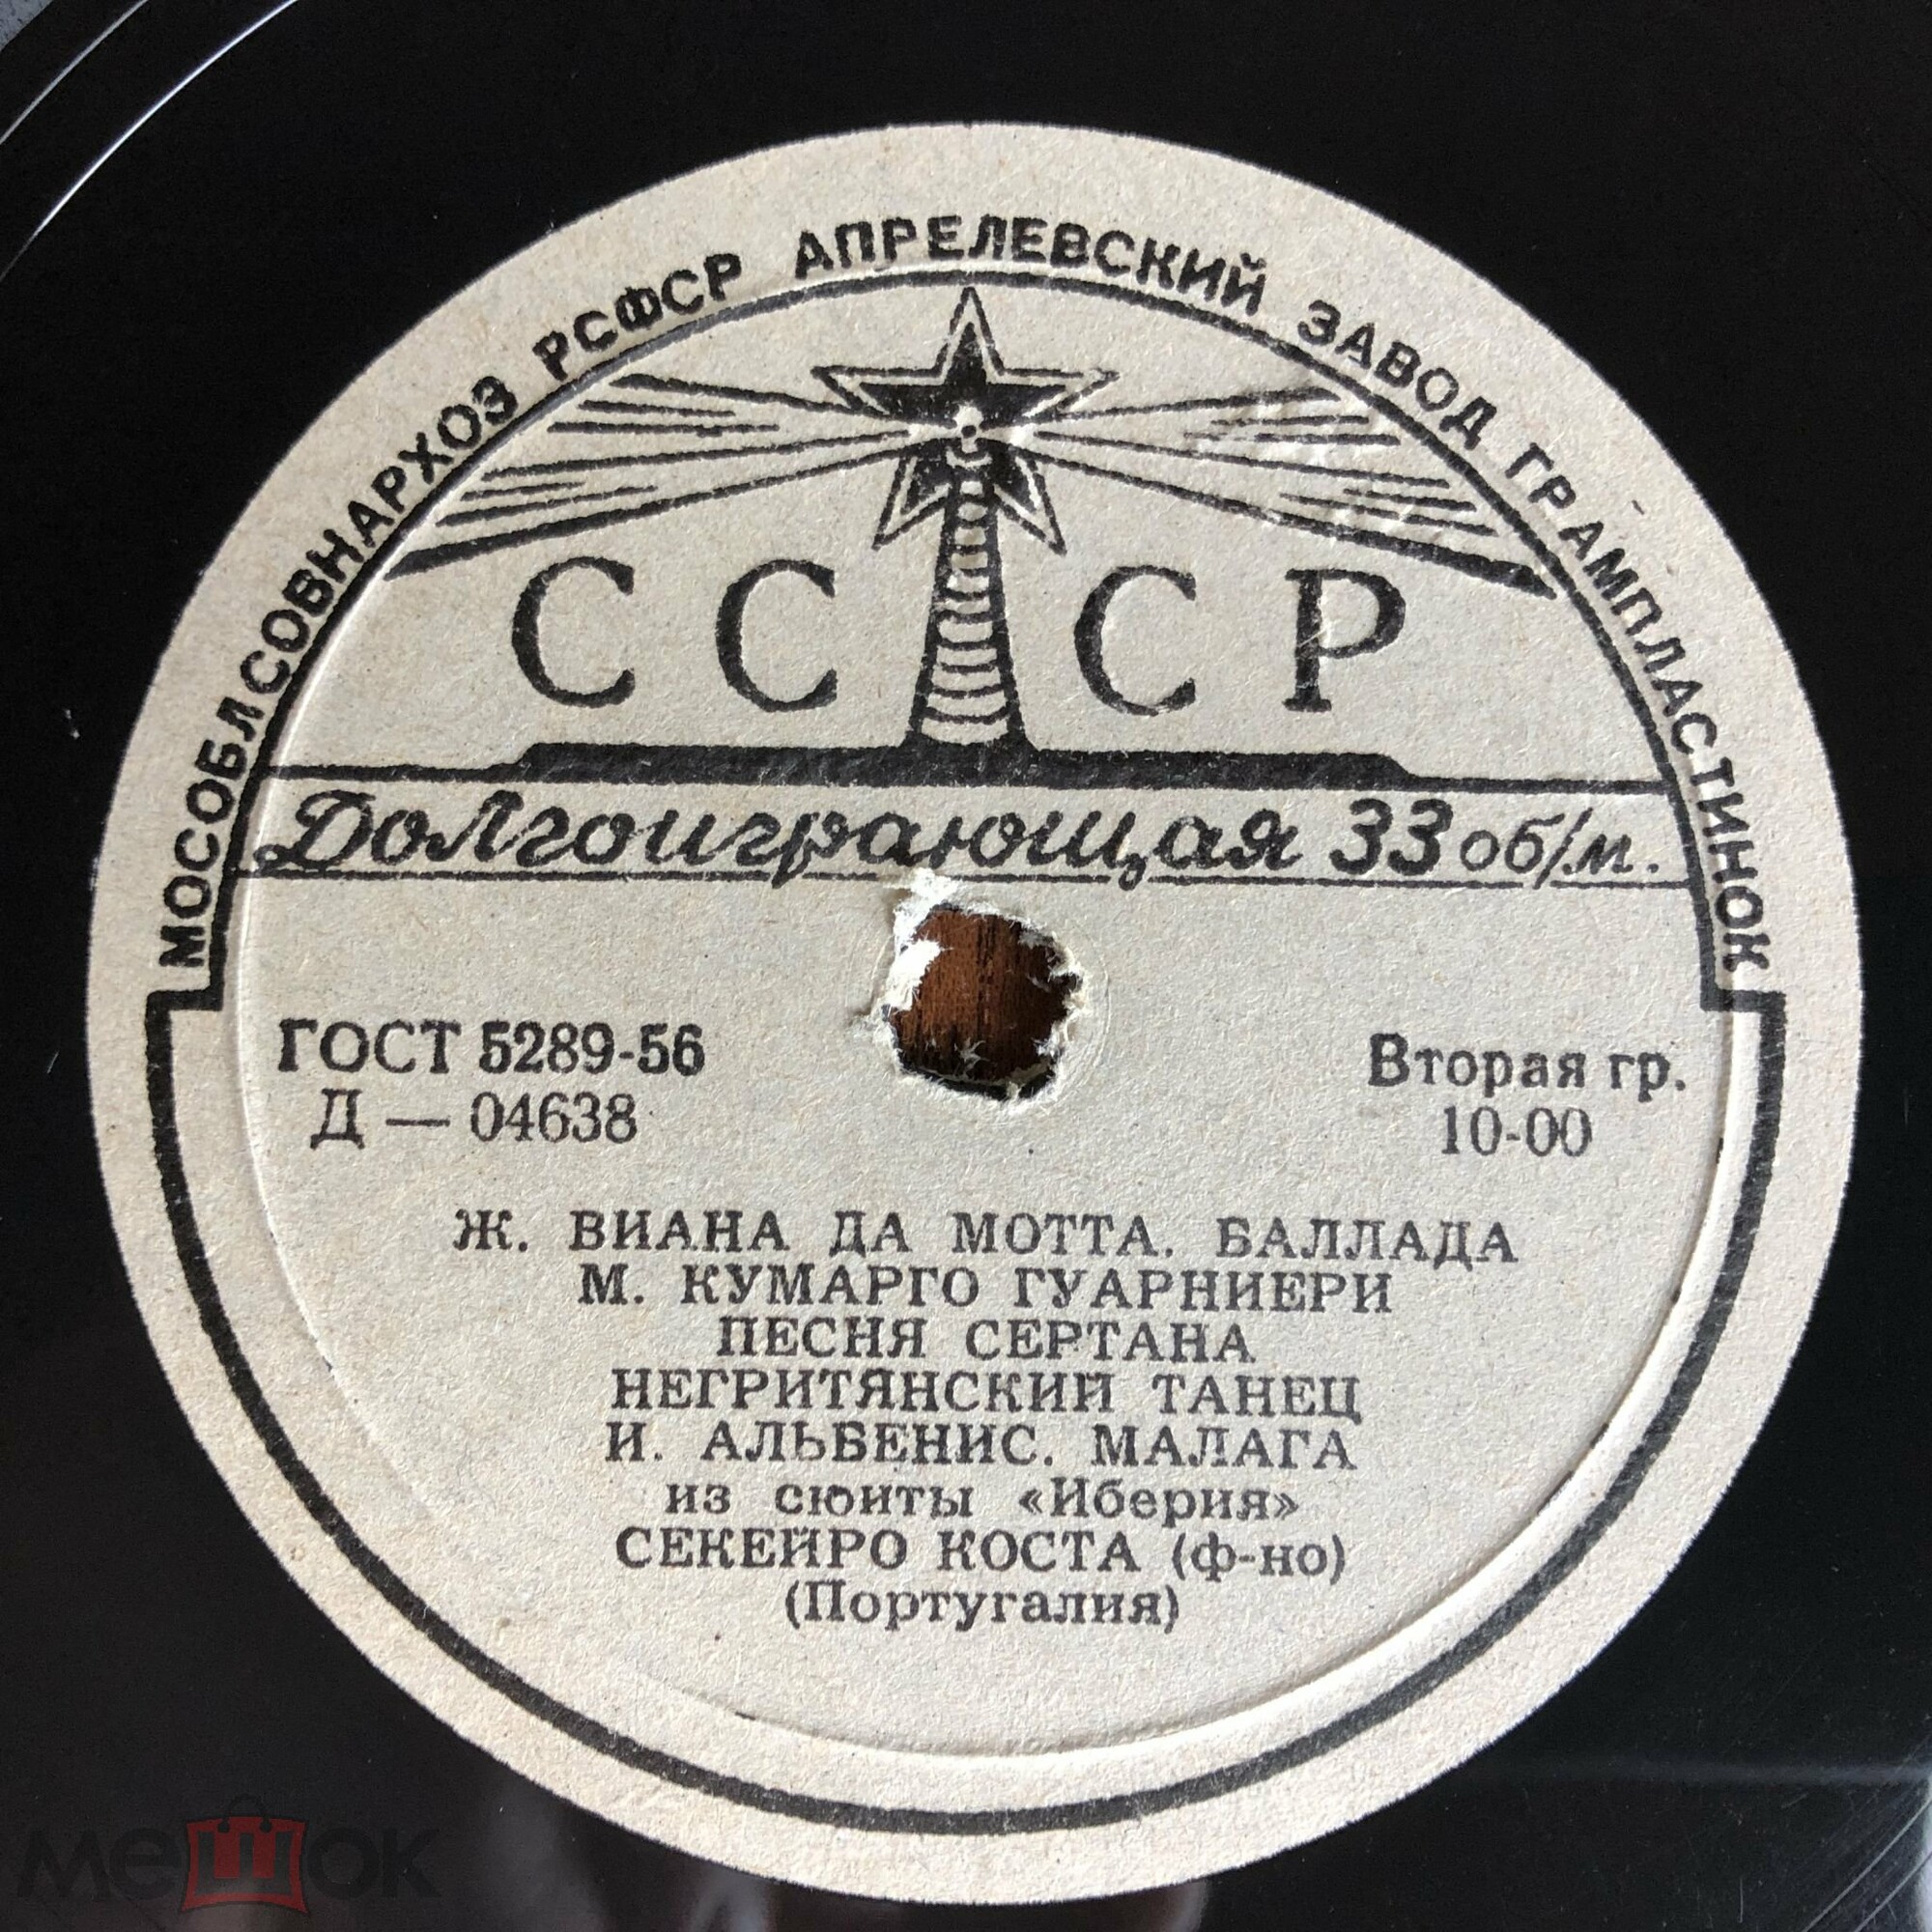 МОСОБЛСОВНАРХОЗ РСФСР АПРЕЛЕВСКИЙ ЗАВОД ГРАМПЛАСТИНОК
СССР
Долгоиграющая 33 об/м.
ГОСТ 5289-56
Д — 04638
Вторая гр.
10-00
Ж. ВИАНА ДА МОТТА. БАЛЛАДА
М. КУМАРГО ГУАРНИЕРИ
ПЕСНЯ СЕРТАНА
НЕГРИТЯНСКИЙ ТАНЕЦ
И. АЛЬБЕНИС. МАЛАГА
из сюиты «Иберия»
СЕКЕЙРО КОСТА (ф-но)
(Португалия)
мешок